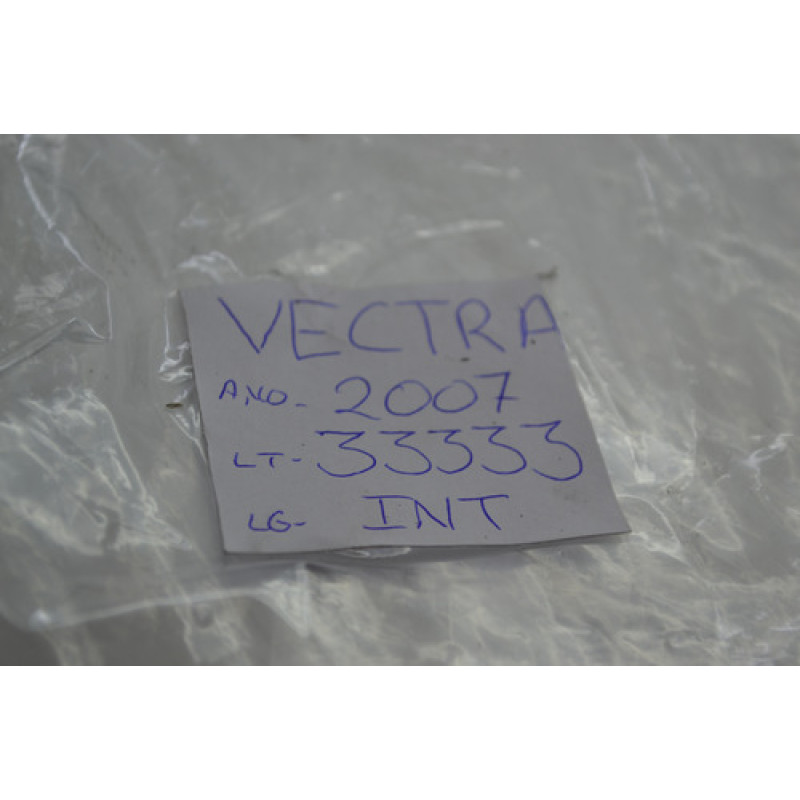 VECTRA
ANO- 2007
LT- 33333
LG- INT